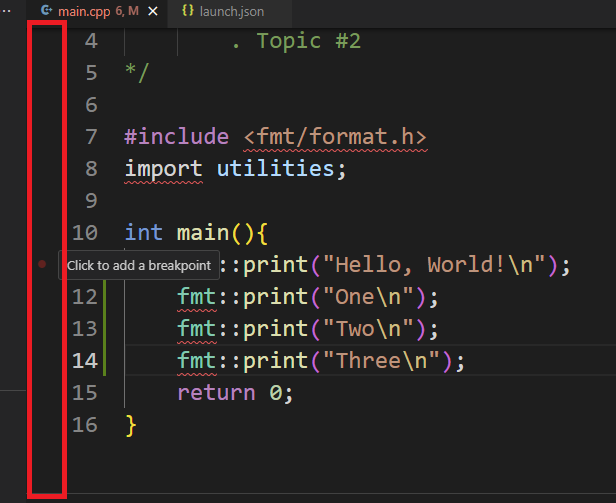 main.cpp 6, M
launch.json
4 . Topic #2
5 */
6
7 #include <fmt/format.h>
8 import utilities;
9
10 int main(){
Click to add a breakpoint ::print("Hello, World!\n");
12 fmt::print("One\n");
13 fmt::print("Two\n");
14 fmt::print("Three\n");
15 return 0;
16 }